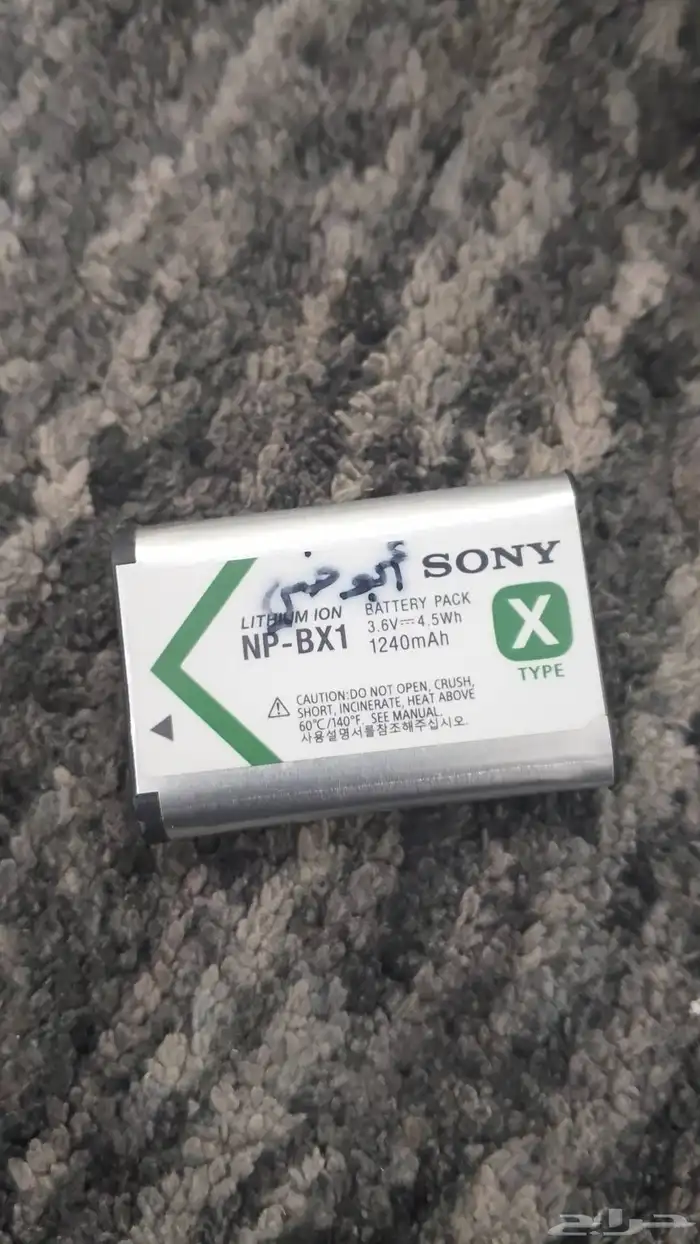 أبو
SONY
LITHIUM ION BATTERY PACK
NP-BX1 3.6V⎓4.5Wh
1240mAh
X
TYPE
⚠ CAUTION:DO NOT OPEN, CRUSH,
SHORT, INCINERATE, HEAT ABOVE
60℃/140°F. SEE MANUAL.
사용설명서를참조해주십시오.
حراج